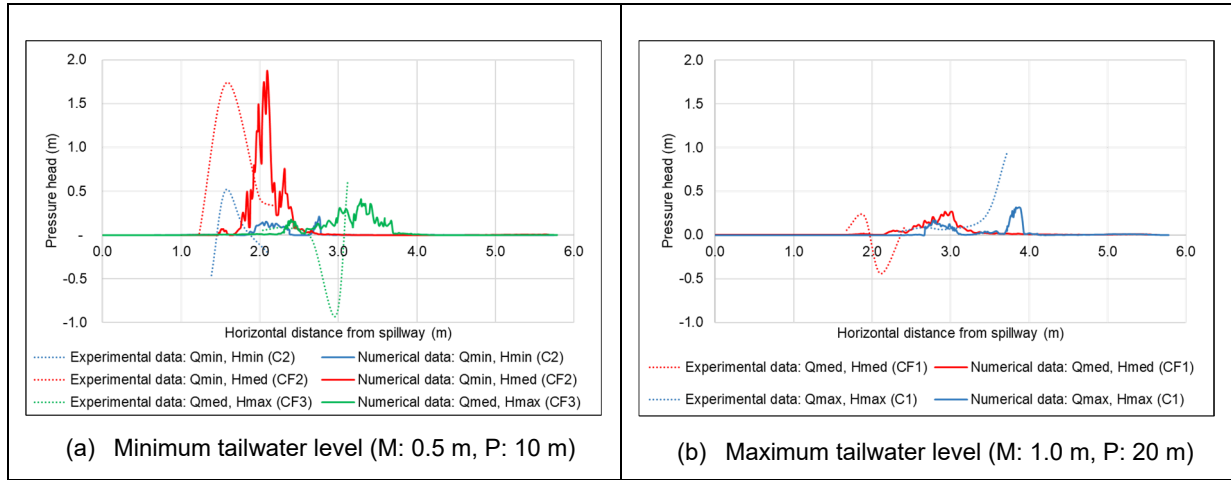 2.0
1.5
1.0
0.5
-
-0.5
-1.0
0.0 1.0 2.0 3.0 4.0 5.0 6.0
Pressure head (m)
Horizontal distance from spillway (m)
Experimental data: Qmin, Hmin (C2) Numerical data: Qmin, Hmin (C2)
Experimental data: Qmin, Hmed (CF2) Numerical data: Qmin, Hmed (CF2)
Experimental data: Qmed, Hmax (CF3) Numerical data: Qmed, Hmax (CF3)
(a) Minimum tailwater level (M: 0.5 m, P: 10 m)
2.0
1.5
1.0
0.5
0.0
-0.5
-1.0
0.0 1.0 2.0 3.0 4.0 5.0 6.0
Pressure head (m)
Horizontal distance from spillway (m)
Experimental data: Qmed, Hmed (CF1) Numerical data: Qmed, Hmed (CF1)
Experimental data: Qmax, Hmax (C1) Numerical data: Qmax, Hmax (C1)
(b) Maximum tailwater level (M: 1.0 m, P: 20 m)